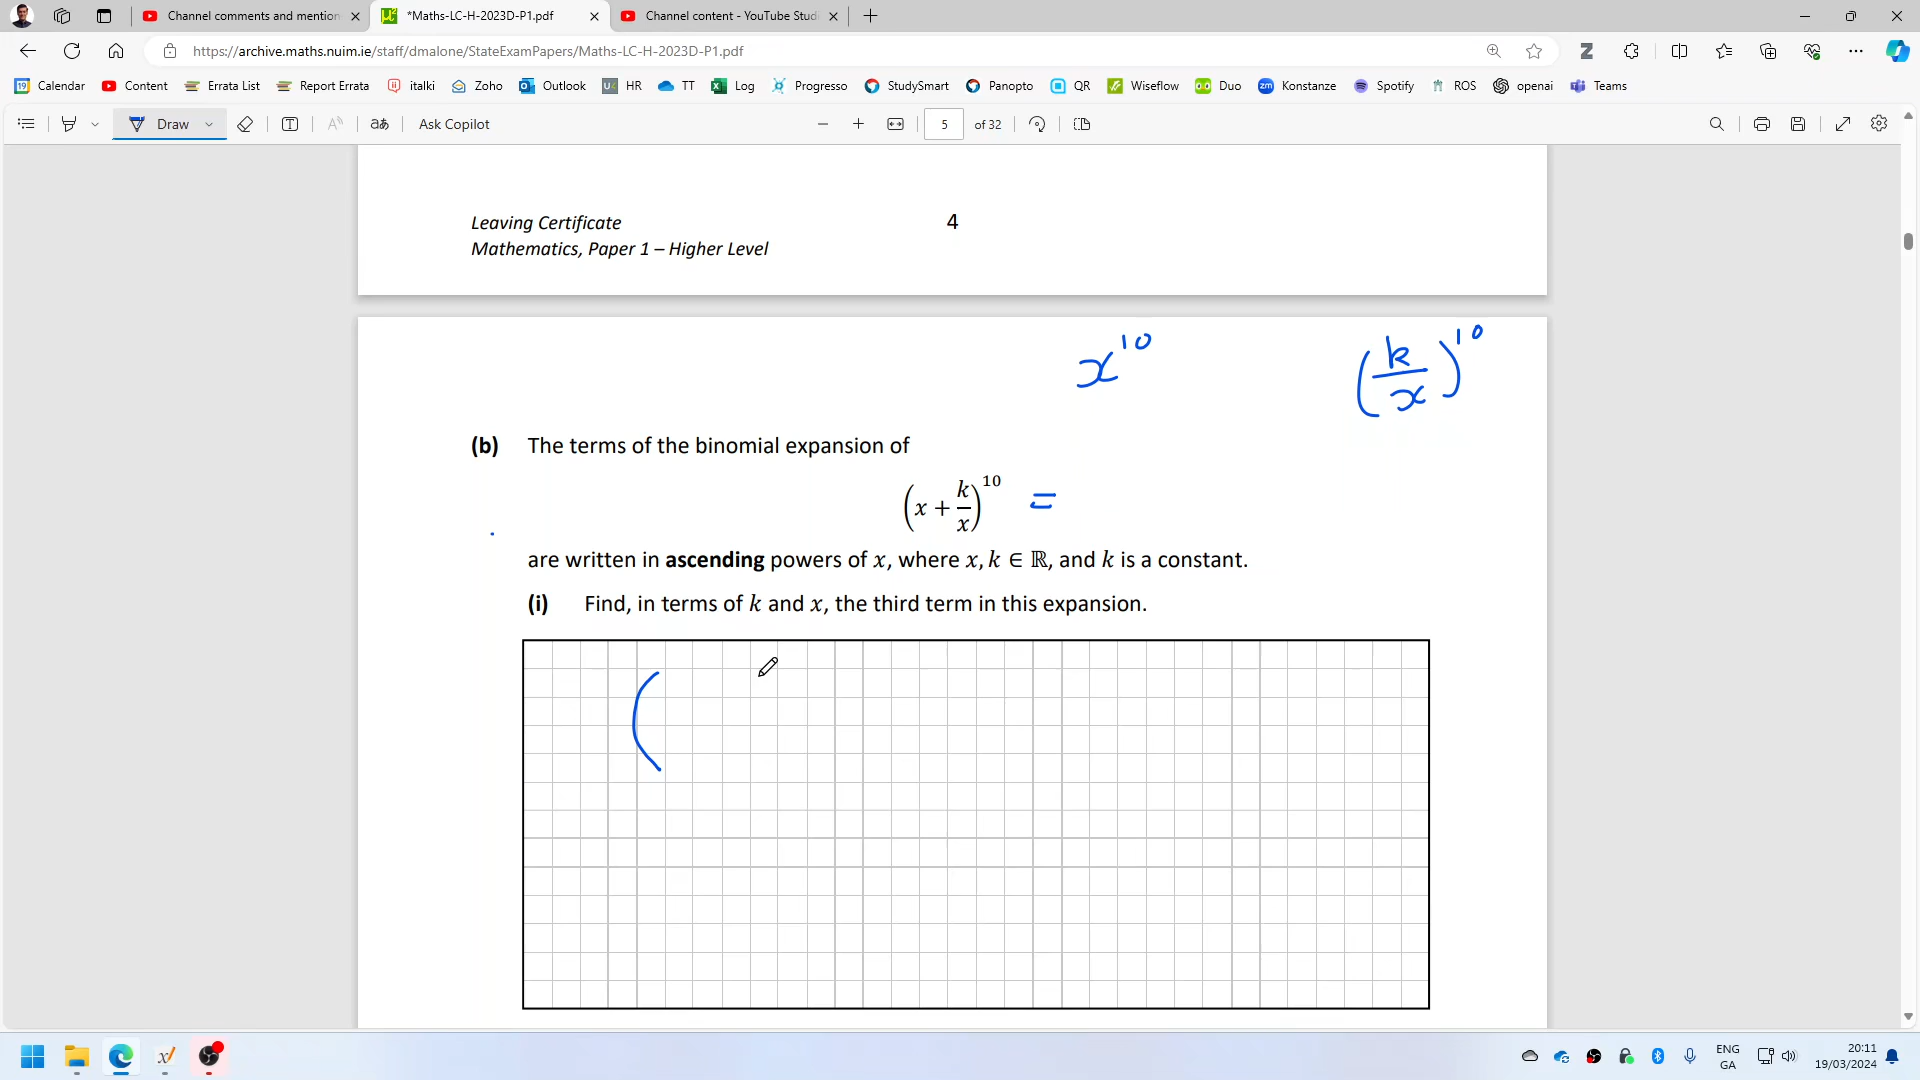 Channel comments and mention
*Maths-LC-H-2023D-P1.pdf
Channel content - YouTube Studi
https://archive.maths.nuim.ie/staff/dmalone/StateExamPapers/Maths-LC-H-2023D-P1.pdf
Calendar Content Errata List Report Errata italki Zoho Outlook HR TT Log Progresso StudySmart Panopto QR Wiseflow Duo Konstanze Spotify ROS openai Teams
Draw Ask Copilot 5 of 32
Leaving Certificate 4
Mathematics, Paper 1 – Higher Level
x^10 (k/x)^10
(b) The terms of the binomial expansion of
(x + k/x)^10 =
are written in ascending powers of x, where x, k ∈ ℝ, and k is a constant.
(i) Find, in terms of k and x, the third term in this expansion.
(
ENG 20:11
GA 19/03/2024